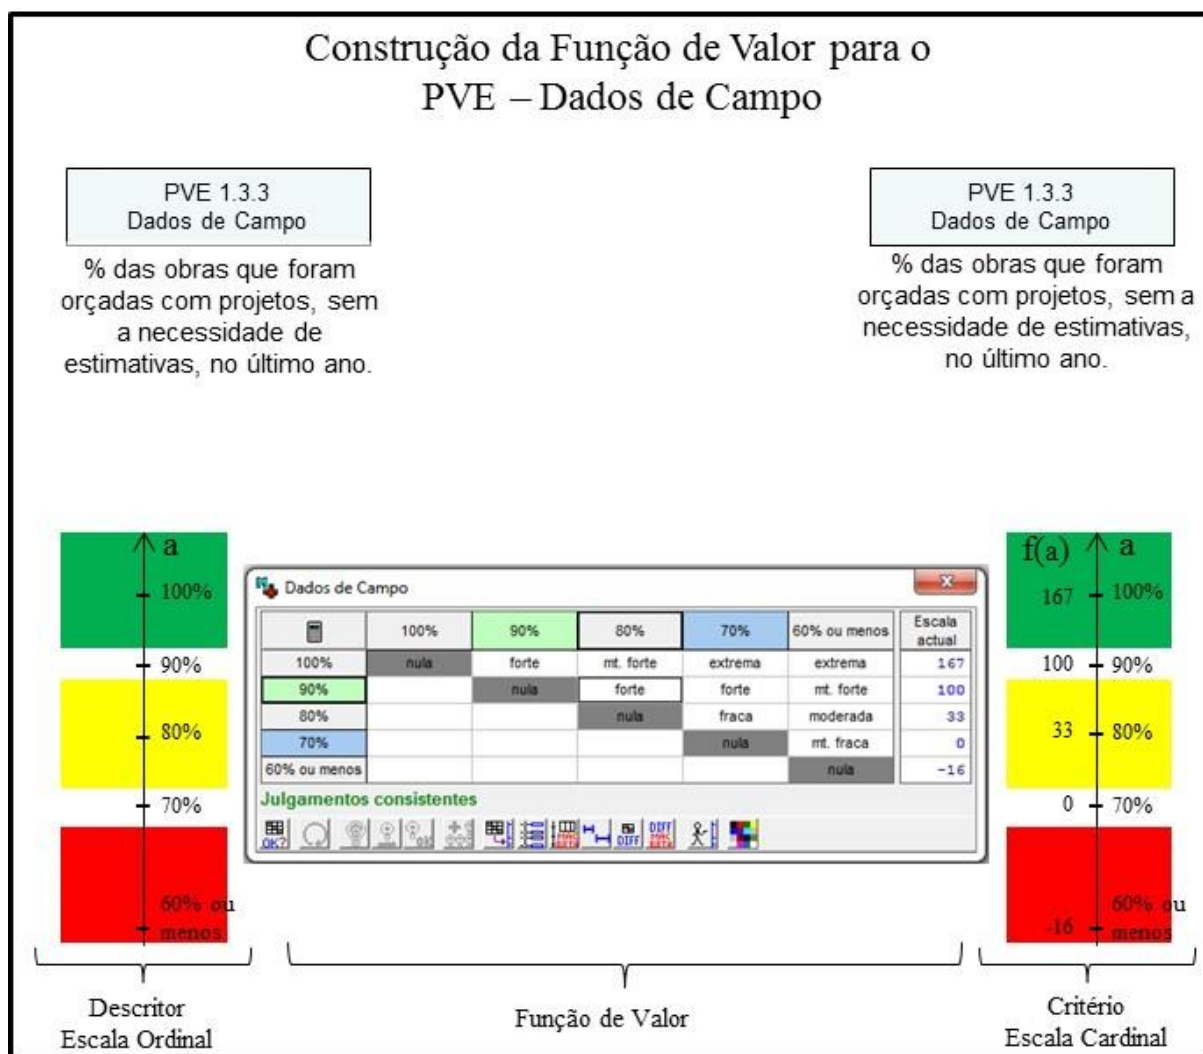 Construção da Função de Valor para o
PVE – Dados de Campo
PVE 1.3.3
Dados de Campo
% das obras que foram
orçadas com projetos, sem
a necessidade de
estimativas, no último ano.
PVE 1.3.3
Dados de Campo
% das obras que foram
orçadas com projetos, sem a
necessidade de estimativas,
no último ano.
a
100%
90%
80%
70%
60% ou
menos
Dados de Campo
100% 90% 80% 70% 60% ou menos Escala
actual
100% nula forte mt. forte extrema extrema 167
90% nula forte forte mt. forte 100
80% nula fraca moderada 33
70% nula mt. fraca 0
60% ou menos nula -16
Julgamentos consistentes
OK? ok DIFF DIFF
f(a) a
167 100%
100 90%
33 80%
0 70%
-16 60% ou
menos
Descritor
Escala Ordinal
Função de Valor
Critério
Escala Cardinal